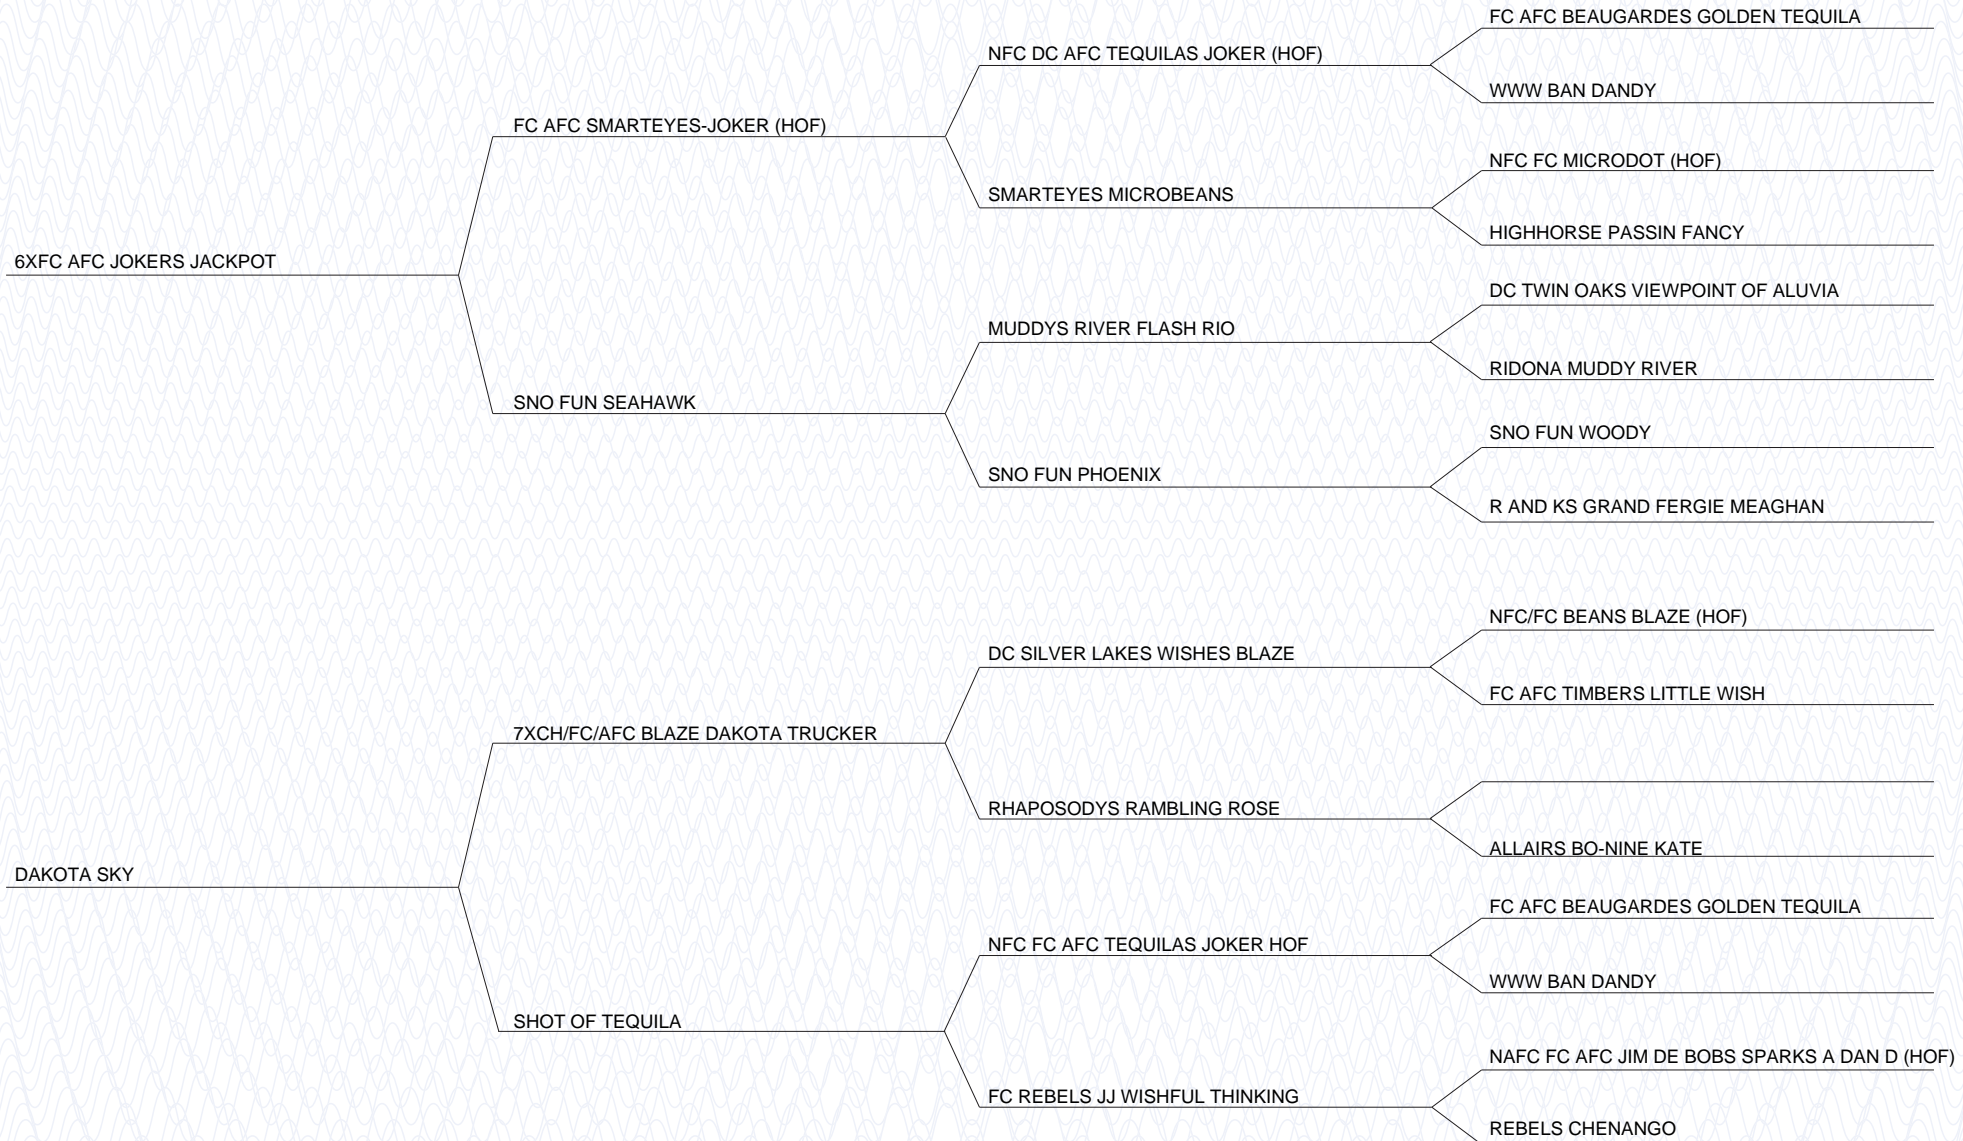 FC AFC BEAUGARDES GOLDEN TEQUILA
NFC DC AFC TEQUILAS JOKER (HOF)
WWW BAN DANDY
FC AFC SMARTEYES-JOKER (HOF)
NFC FC MICRODOT (HOF)
SMARTEYES MICROBEANS
HIGHHORSE PASSIN FANCY
6XFC AFC JOKERS JACKPOT
DC TWIN OAKS VIEWPOINT OF ALUVIA
MUDDYS RIVER FLASH RIO
RIDONA MUDDY RIVER
SNO FUN SEAHAWK
SNO FUN WOODY
SNO FUN PHOENIX
R AND KS GRAND FERGIE MEAGHAN
NFC/FC BEANS BLAZE (HOF)
DC SILVER LAKES WISHES BLAZE
FC AFC TIMBERS LITTLE WISH
7XCH/FC/AFC BLAZE DAKOTA TRUCKER
RHAPOSODYS RAMBLING ROSE
ALLAIRS BO-NINE KATE
DAKOTA SKY
FC AFC BEAUGARDES GOLDEN TEQUILA
NFC FC AFC TEQUILAS JOKER HOF
WWW BAN DANDY
SHOT OF TEQUILA
NAFC FC AFC JIM DE BOBS SPARKS A DAN D (HOF)
FC REBELS JJ WISHFUL THINKING
REBELS CHENANGO